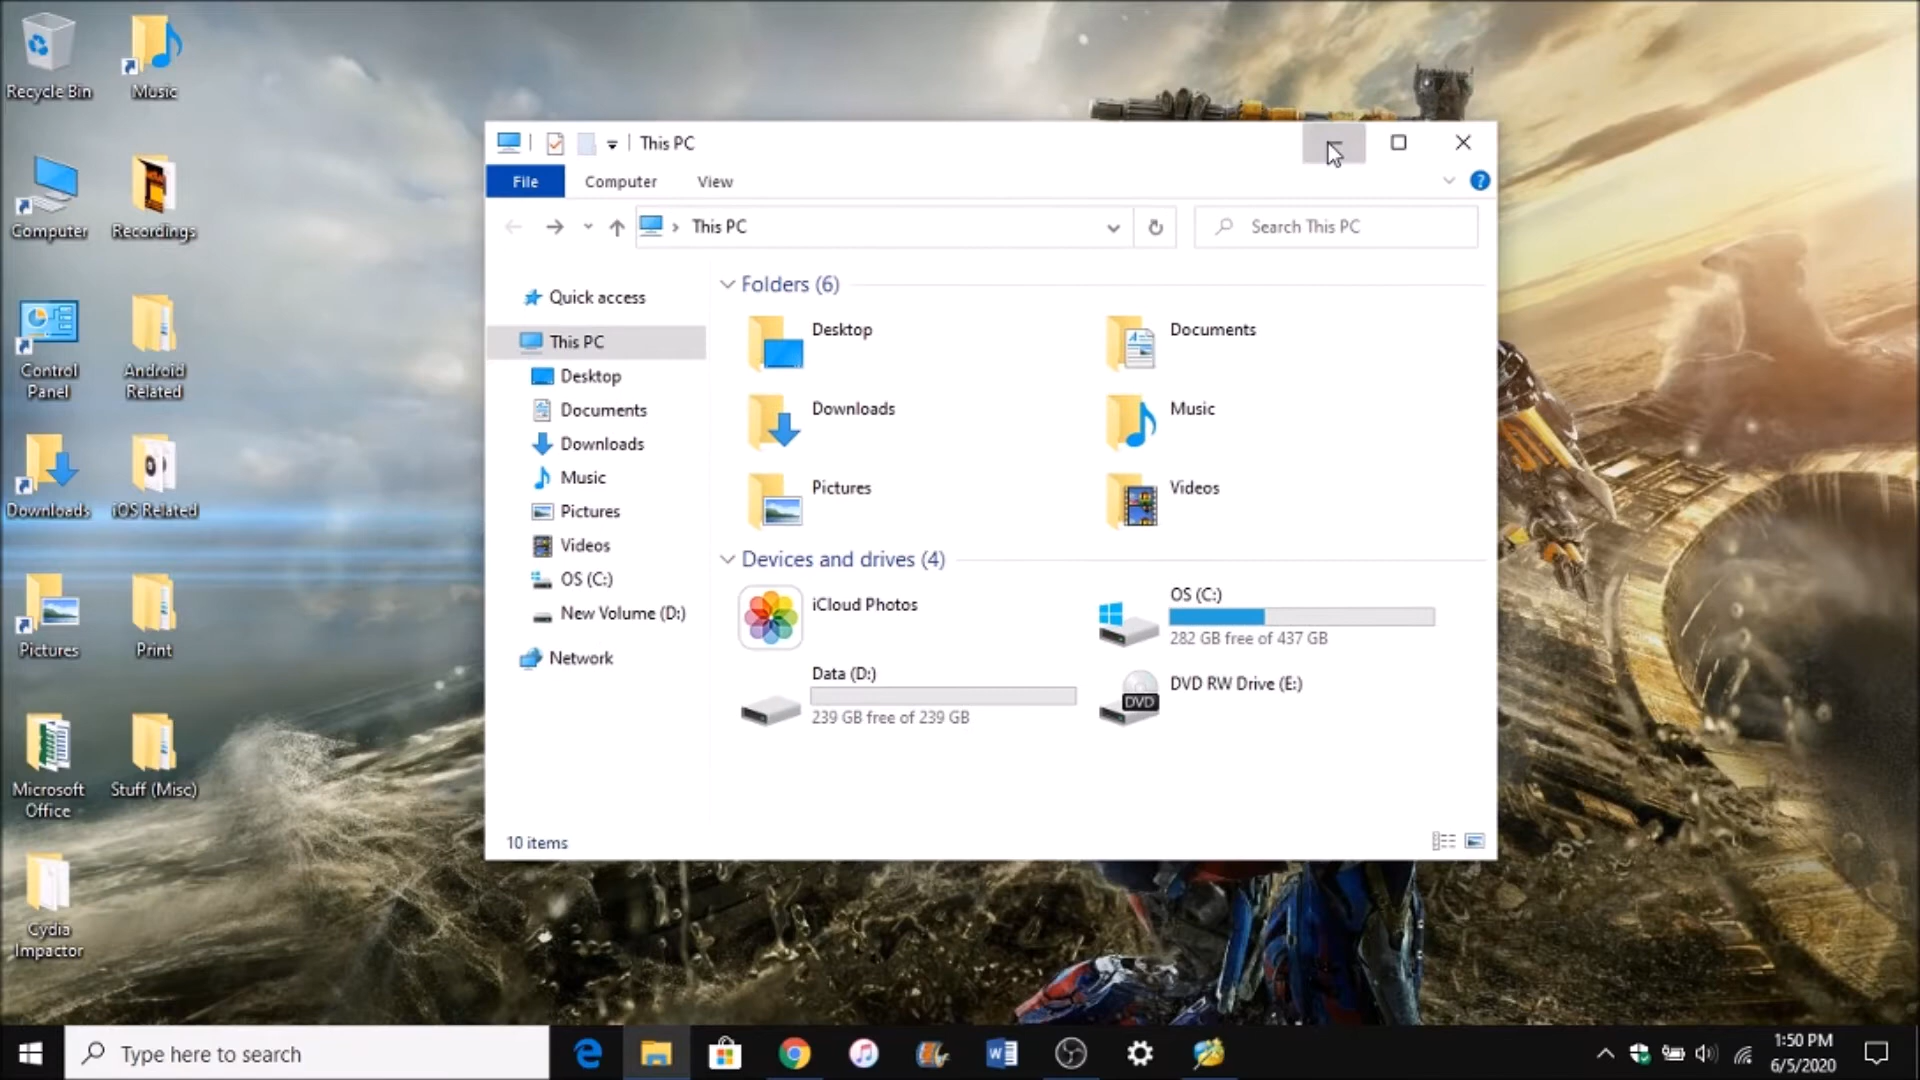 Recycle Bin
Music
Computer
Recordings
Control
Panel
Android
Related
Downloads
iOS Related
Pictures
Print
Microsoft
Office
Stuff (Misc)
Cydia
Impactor
This PC
File
Computer
View
This PC
Search This PC
Quick access
This PC
Desktop
Documents
Downloads
Music
Pictures
Videos
OS (C:)
New Volume (D:)
Network
Folders (6)
Desktop
Documents
Downloads
Music
Pictures
Videos
Devices and drives (4)
iCloud Photos
OS (C:)
282 GB free of 437 GB
Data (D:)
239 GB free of 239 GB
DVD RW Drive (E:)
DVD
10 items
Type here to search
1:50 PM
6/5/2020